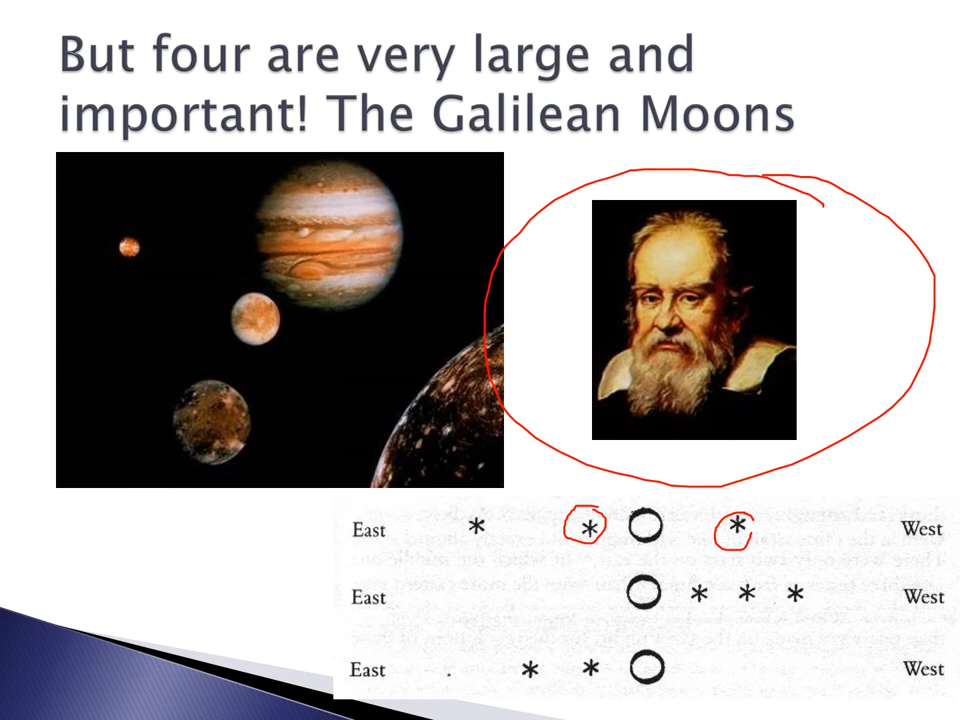 But four are very large and
important! The Galilean Moons
East * * O * West
East O * * * West
East . * * O West